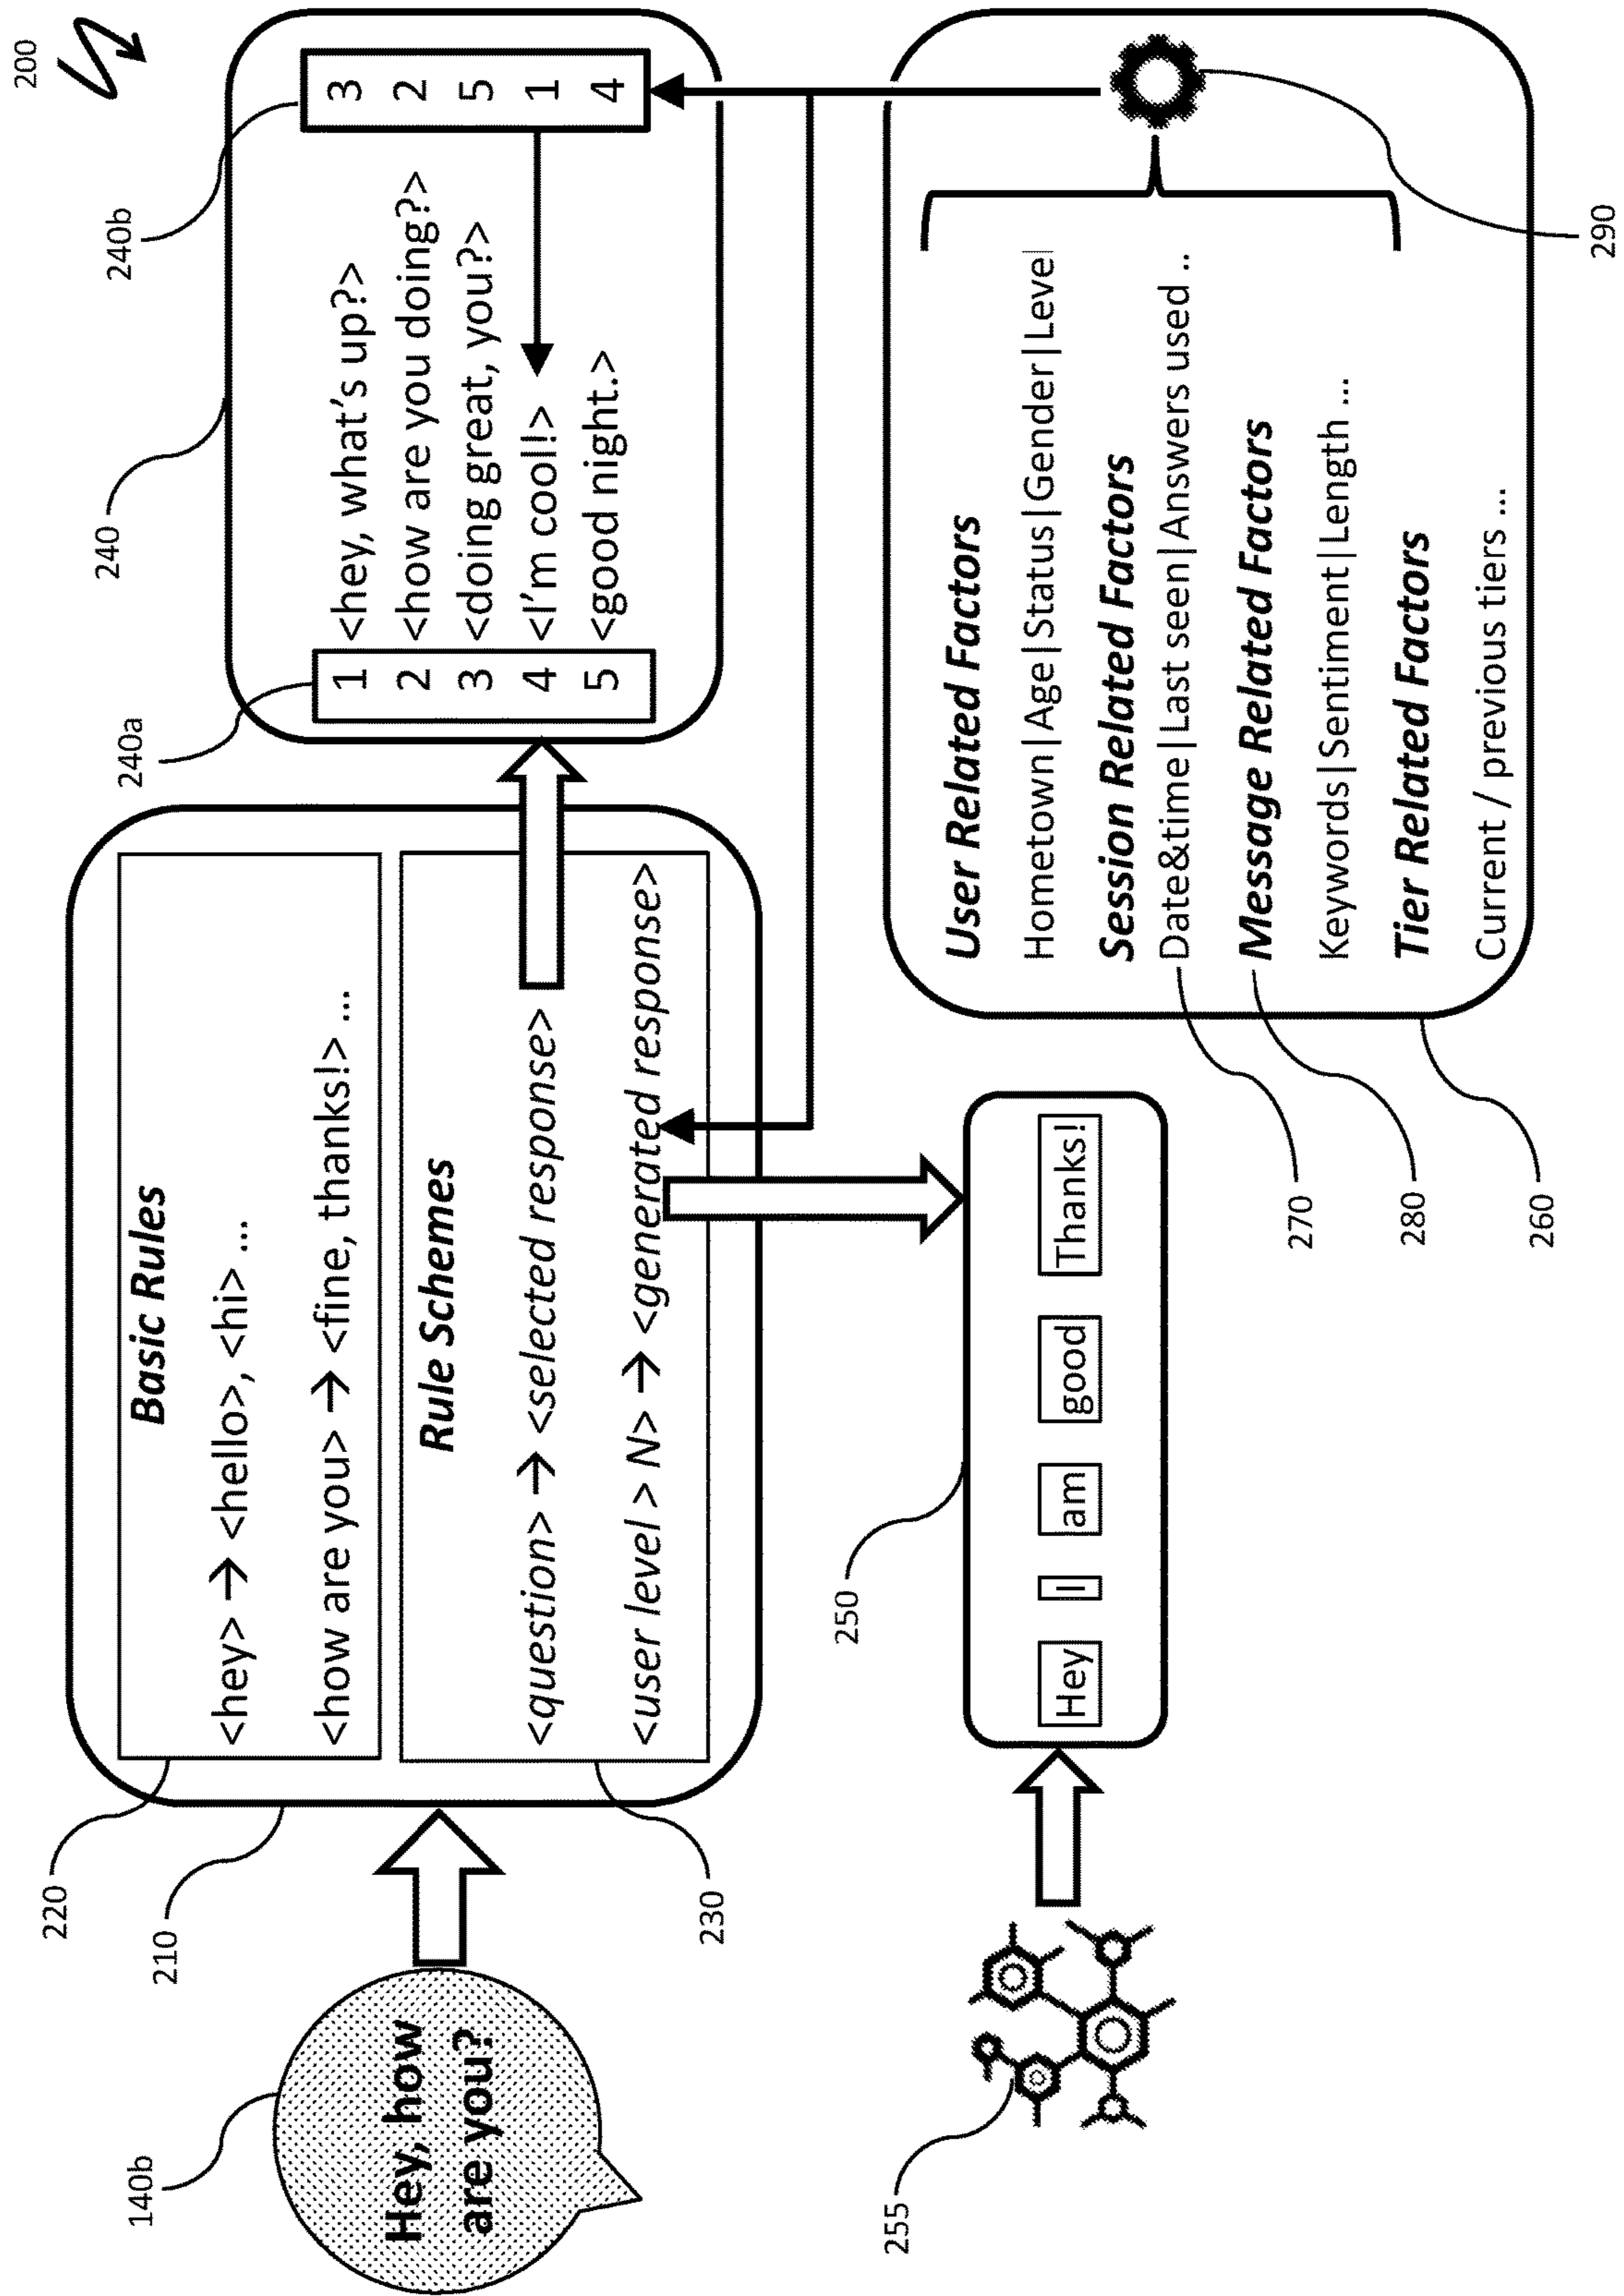 200
140b
Hey, how
are you?
210
220
Basic Rules
<hey> → <hello>, <hi> ...
<how are you> → <fine, thanks!> ...
230
Rule Schemes
<question> → <selected response>
<user level > N> → <generated response>
240
240a
240b
1 <hey, what's up?> 3
2 <how are you doing?> 2
3 <doing great, you?> 5
4 <I'm cool!> 1
5 <good night.> 4
255
250
Hey I am good Thanks!
260
270
280
290
User Related Factors
Hometown|Age|Status|Gender|Level
Session Related Factors
Date&time|Last seen|Answers used ..
Message Related Factors
Keywords|Sentiment|Length ...
Tier Related Factors
Current / previous tiers ...